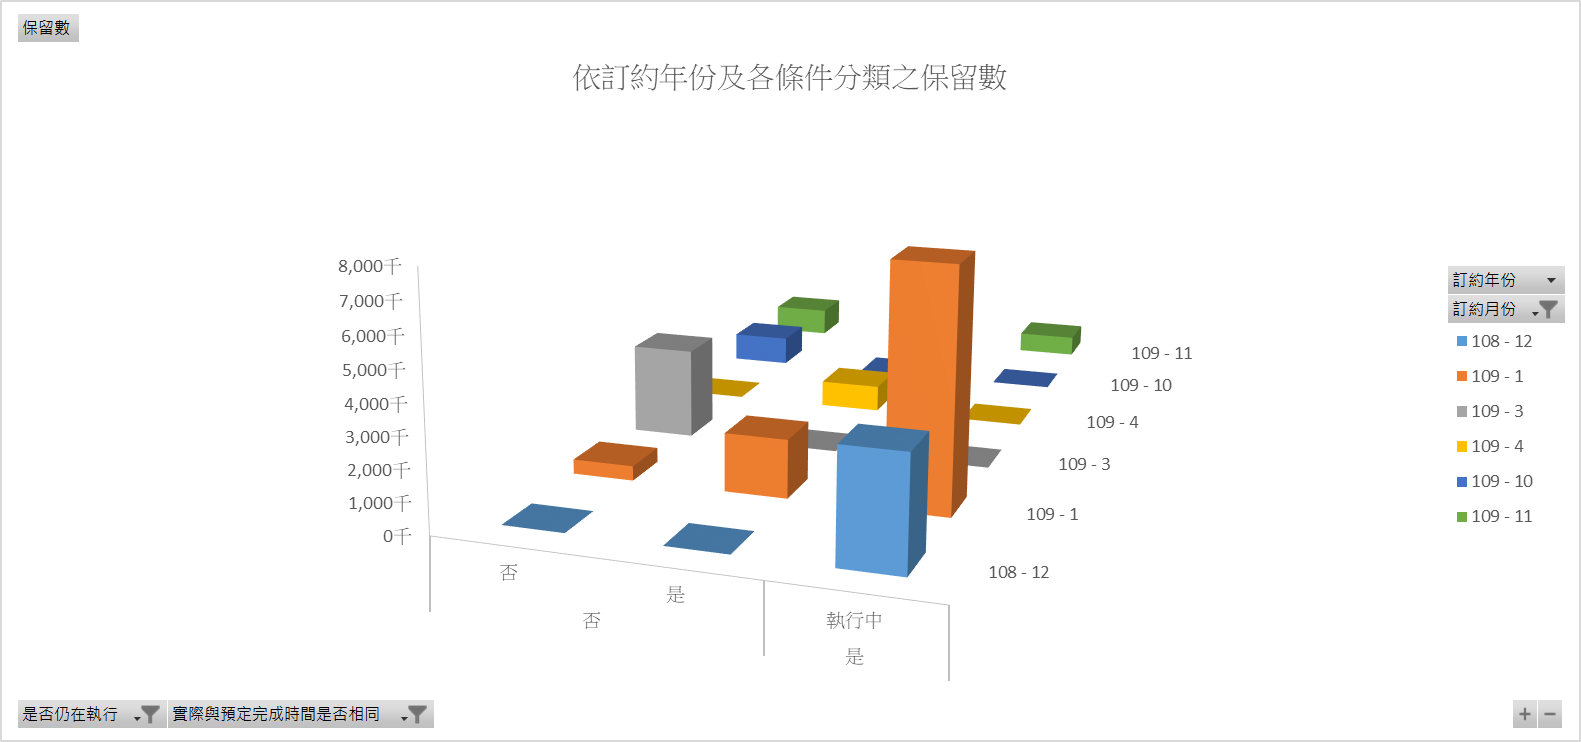 保留數
依訂約年份及各條件分類之保留數
8,000千
7,000千
6,000千
5,000千
4,000千
3,000千
2,000千
1,000千
0千
否
是
否
執行中
是
109 - 11
109 - 10
109 - 4
109 - 3
109 - 1
108 - 12
訂約年份
訂約月份
108 - 12
109 - 1
109 - 3
109 - 4
109 - 10
109 - 11
是否仍在執行
實際與預定完成時間是否相同